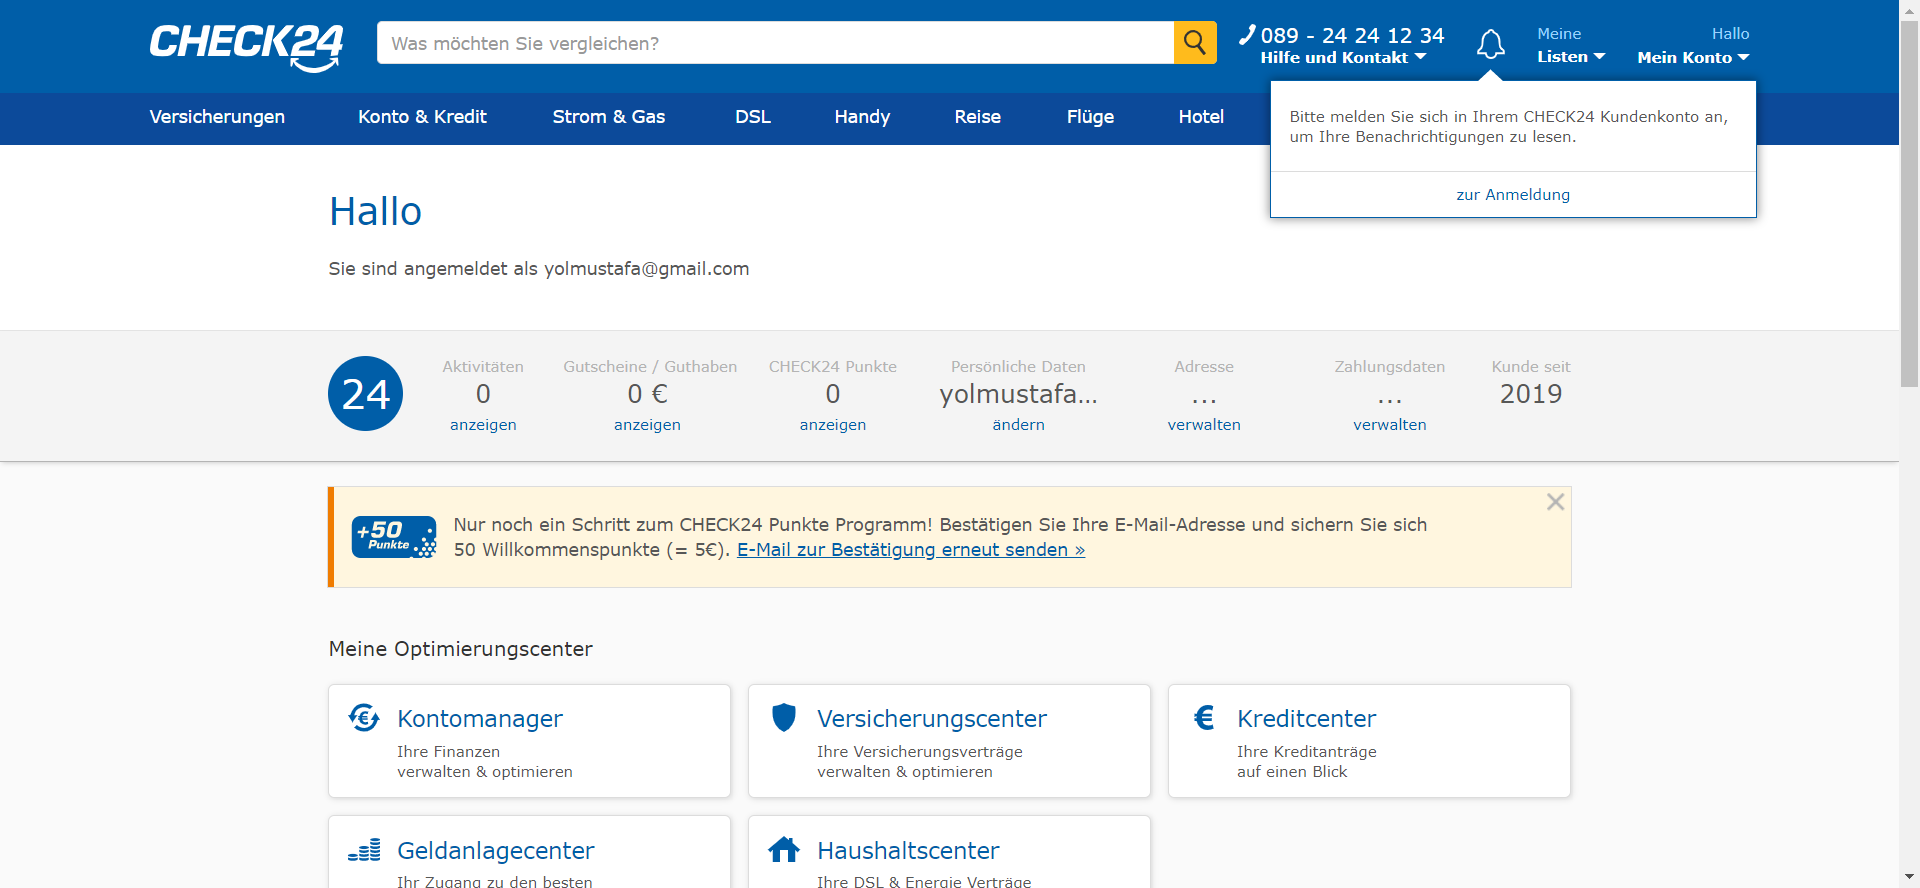 CHECK24
Was möchten Sie vergleichen?
089 - 24 24 12 34
Hilfe und Kontakt
Meine
Listen
Hallo
Mein Konto
Versicherungen
Konto & Kredit
Strom & Gas
DSL
Handy
Reise
Flüge
Hotel
Bitte melden Sie sich in Ihrem CHECK24 Kundenkonto an,
um Ihre Benachrichtigungen zu lesen.
zur Anmeldung
Hallo
Sie sind angemeldet als yolmustafa@gmail.com
24
Aktivitäten
0
anzeigen
Gutscheine / Guthaben
0 €
anzeigen
CHECK24 Punkte
0
anzeigen
Persönliche Daten
yolmustafa...
ändern
Adresse
...
verwalten
Zahlungsdaten
...
verwalten
Kunde seit
2019
+50
Punkte
Nur noch ein Schritt zum CHECK24 Punkte Programm! Bestätigen Sie Ihre E-Mail-Adresse und sichern Sie sich
50 Willkommenspunkte (= 5€). E-Mail zur Bestätigung erneut senden »
Meine Optimierungscenter
Kontomanager
Ihre Finanzen
verwalten & optimieren
Versicherungscenter
Ihre Versicherungsverträge
verwalten & optimieren
€ Kreditcenter
Ihre Kreditanträge
auf einen Blick
Geldanlagecenter
Ihr Zugang zu den besten
Haushaltscenter
Ihre DSL & Energie Verträge